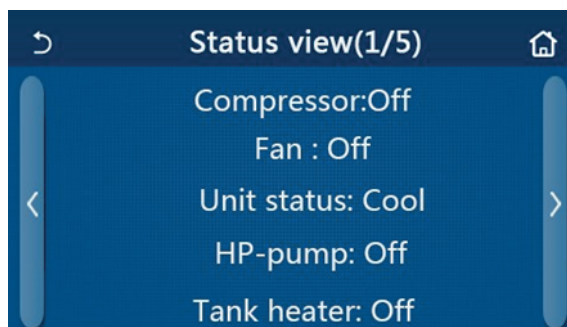 Status view(1/5)
Compressor:Off
Fan : Off
Unit status: Cool
HP-pump: Off
Tank heater: Off